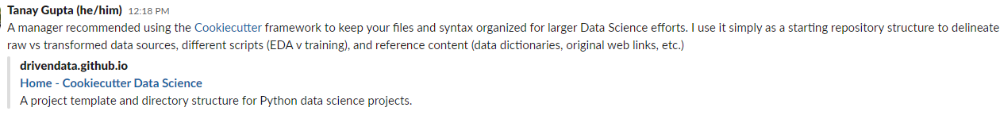 Tanay Gupta (he/him) 12:18 PM
A manager recommended using the Cookiecutter framework to keep your files and syntax organized for larger Data Science efforts. I use it simply as a starting repository structure to delineate
raw vs transformed data sources, different scripts (EDA v training), and reference content (data dictionaries, original web links, etc.)
drivendata.github.io
Home - Cookiecutter Data Science
A project template and directory structure for Python data science projects.